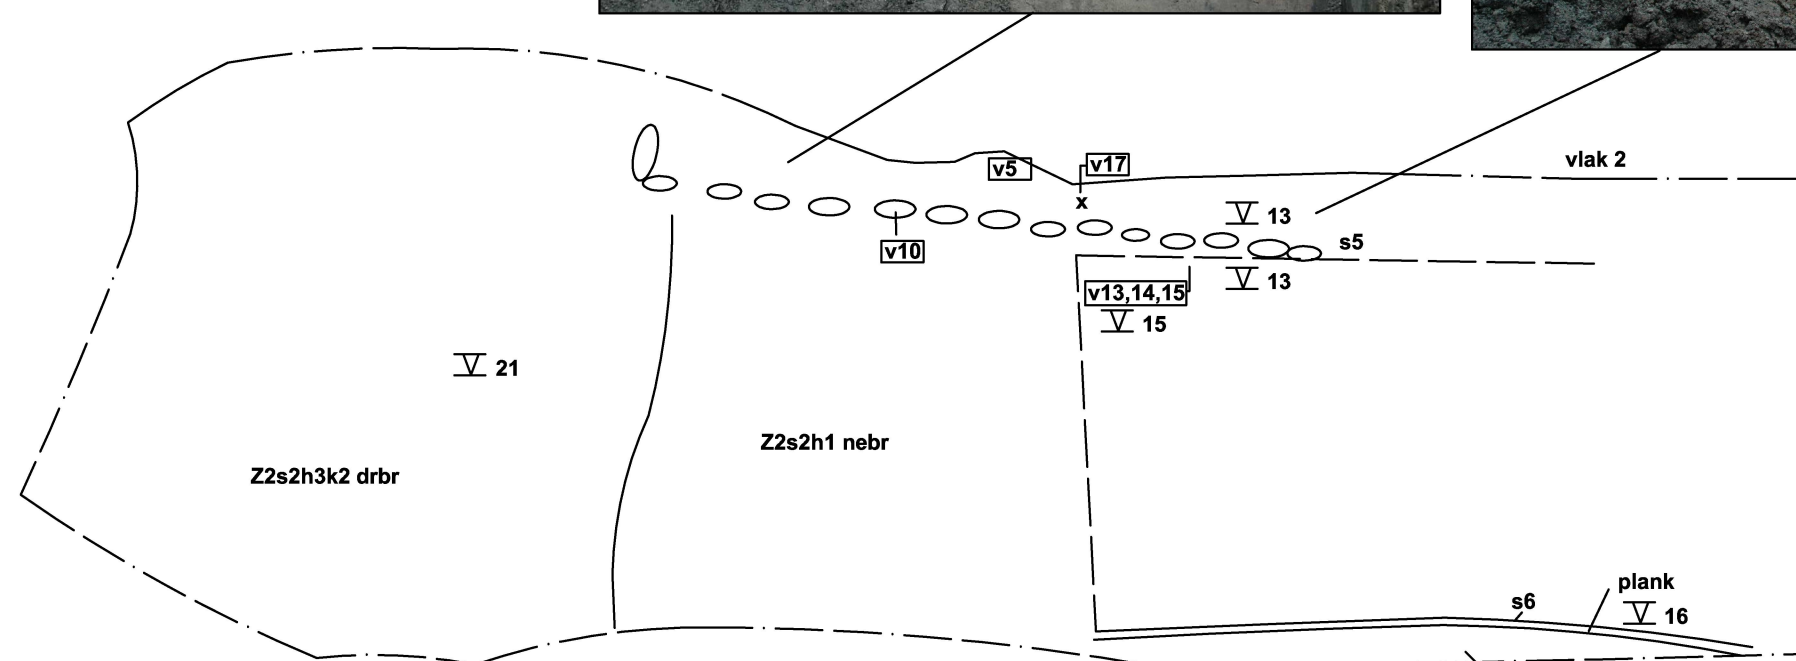 vlak 2
v5
v17
x
13
s5
v10
13
v13,14,15
15
21
Z2s2h1 nebr
Z2s2h3k2 drbr
plank
s6
16